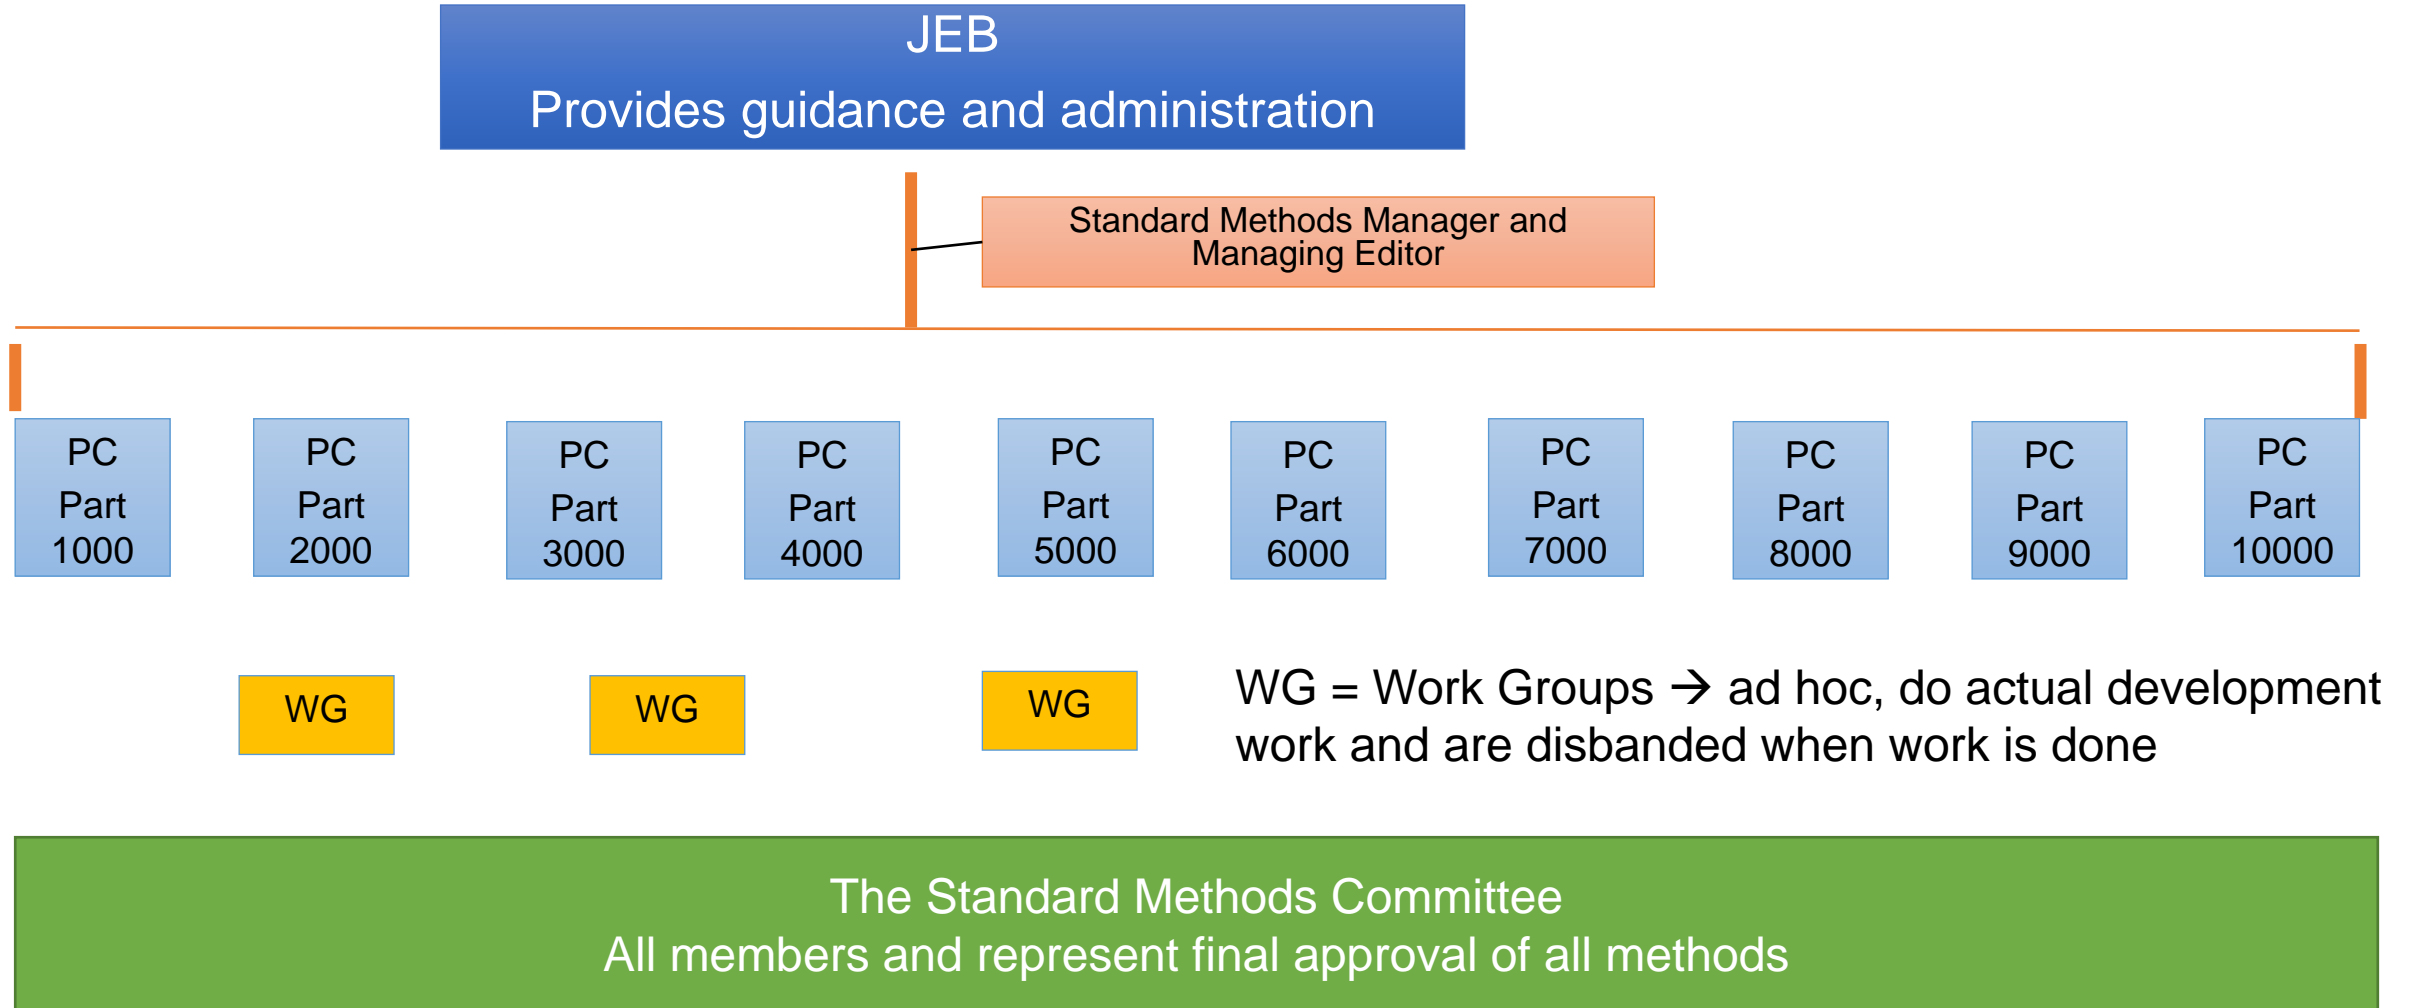 JEB
Provides guidance and administration
Standard Methods Manager and
Managing Editor
PC
Part
1000
PC
Part
2000
PC
Part
3000
PC
Part
4000
PC
Part
5000
PC
Part
6000
PC
Part
7000
PC
Part
8000
PC
Part
9000
PC
Part
10000
WG
WG
WG
WG = Work Groups → ad hoc, do actual development
work and are disbanded when work is done
The Standard Methods Committee
All members and represent final approval of all methods